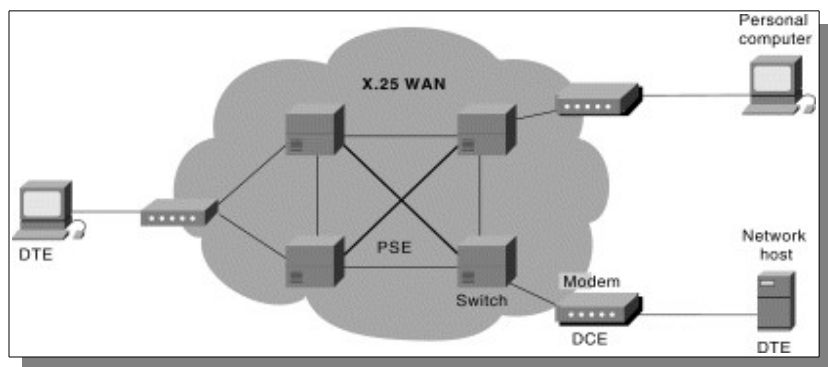 Personal
computer
X.25 WAN
DTE
PSE
Switch
Modem
DCE
Network
host
DTE